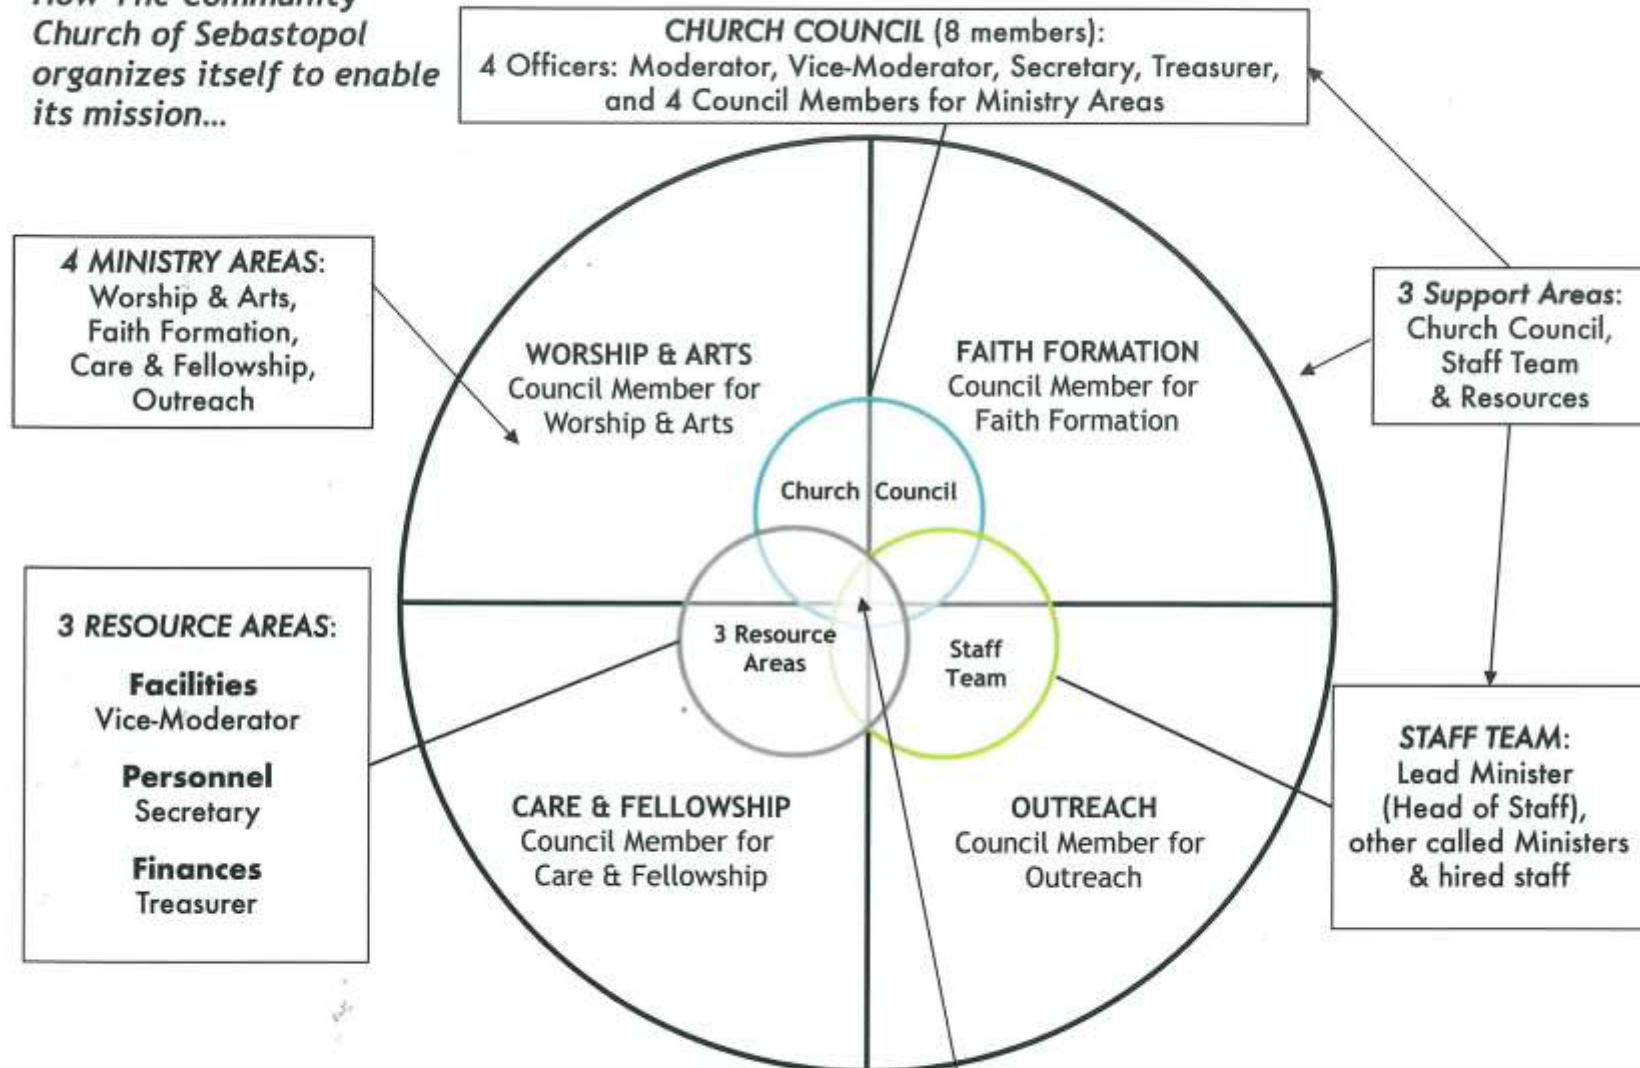 How The Community
Church of Sebastopol
organizes itself to enable
its mission...
CHURCH COUNCIL (8 members):
4 Officers: Moderator, Vice-Moderator, Secretary, Treasurer,
and 4 Council Members for Ministry Areas
4 MINISTRY AREAS:
Worship & Arts,
Faith Formation,
Care & Fellowship,
Outreach
3 Support Areas:
Church Council,
Staff Team
& Resources
WORSHIP & ARTS
Council Member for
Worship & Arts
FAITH FORMATION
Council Member for
Faith Formation
Church Council
3 Resource
Areas
Staff
Team
3 RESOURCE AREAS:
Facilities
Vice-Moderator
Personnel
Secretary
Finances
Treasurer
CARE & FELLOWSHIP
Council Member for
Care & Fellowship
OUTREACH
Council Member for
Outreach
STAFF TEAM:
Lead Minister
(Head of Staff),
other called Ministers
& hired staff